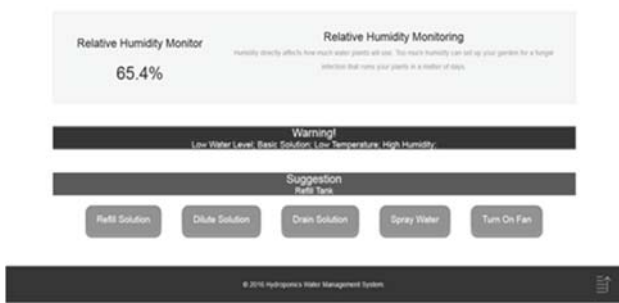 Relative Humidity Monitor
65.4%
Relative Humidity Monitoring
Humidity directly affects how much water plants will use. Too much humidity can set up your garden for a fungal
infection that ruins your plants in a matter of days.
Warning!
Low Water Level; Basic Solution; Low Temperature; High Humidity;
Suggestion
Refill Tank
Refill Solution
Dilute Solution
Drain Solution
Spray Water
Turn On Fan
© 2016 Hydroponics Water Management System.